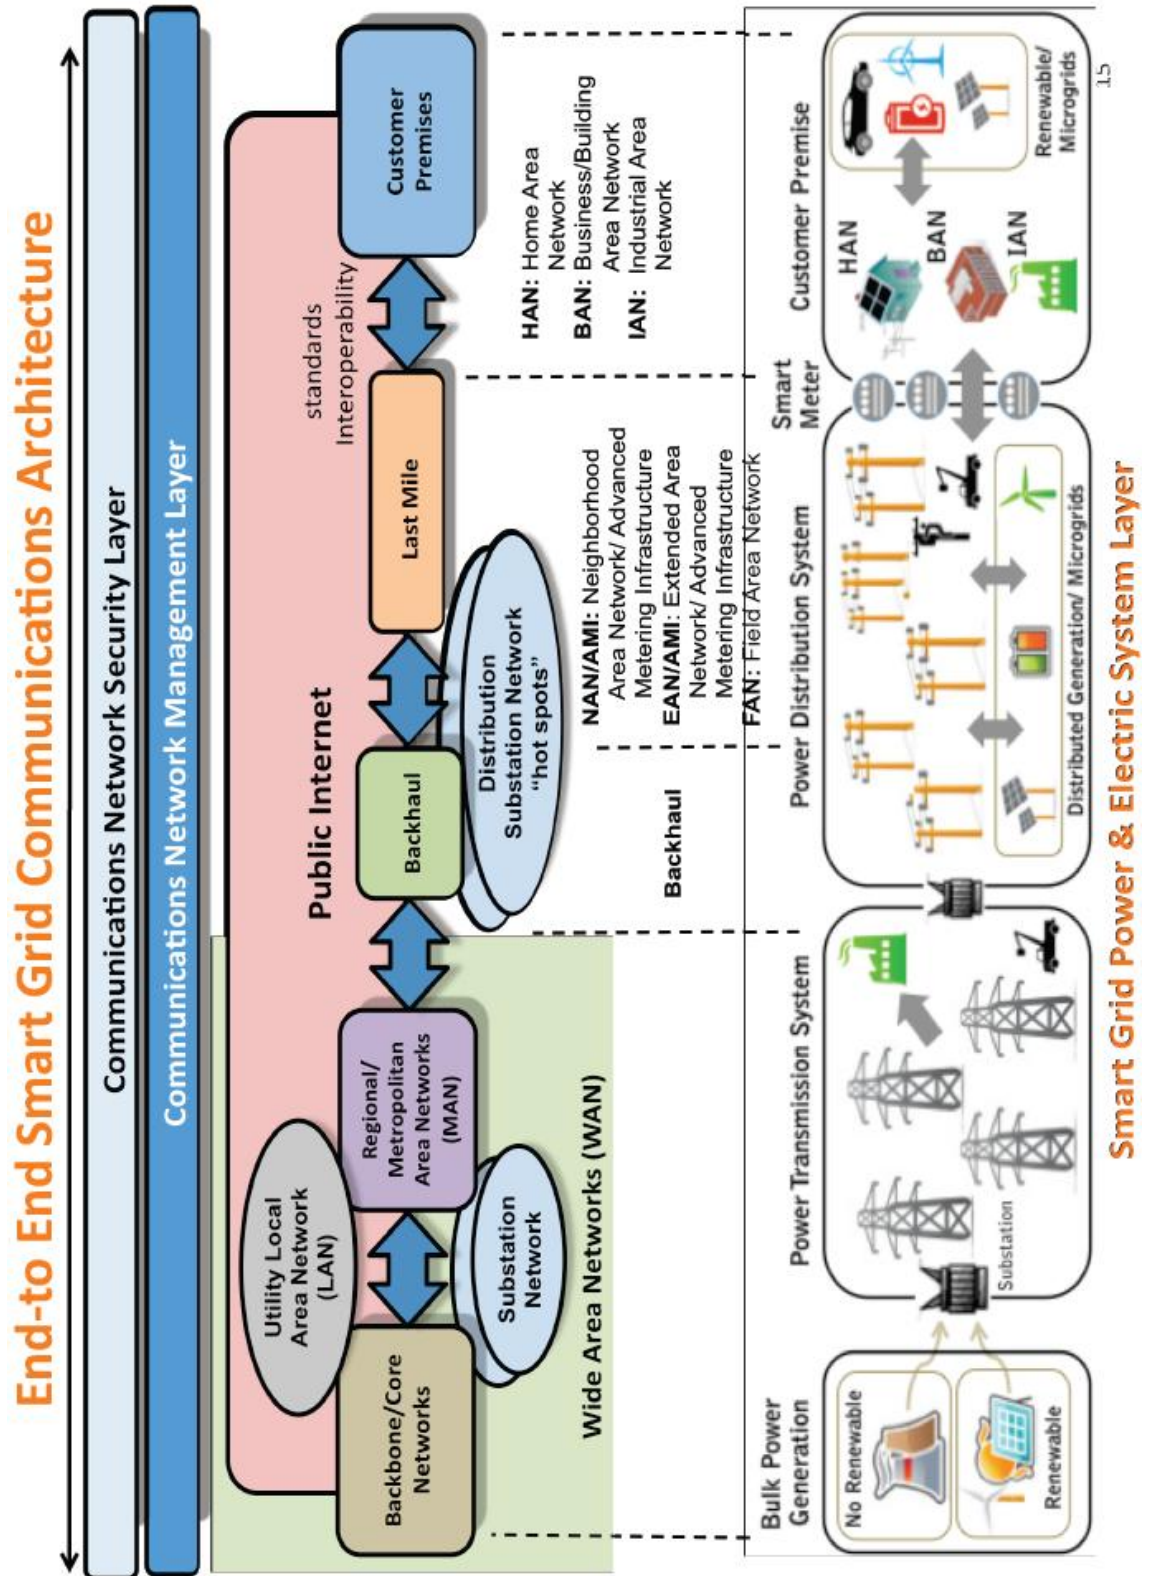 End-to End Smart Grid Communications Architecture
Communications Network Security Layer
Communications Network Management Layer
Public Internet
standards
Interoperability
Utility Local
Area Network
(LAN)
Backbone/Core
Networks
Regional/
Metropolitan
Area Networks
(MAN)
Backhaul
Last Mile
Customer
Premises
Substation
Network
Distribution
Substation Network
“hot spots”
Wide Area Networks (WAN)
Backhaul
NAN/AMI: Neighborhood
Area Network/ Advanced
Metering Infrastructure
EAN/AMI: Extended Area
Network/ Advanced
Metering Infrastructure
FAN: Field Area Network
HAN: Home Area
Network
BAN: Business/Building
Area Network
IAN: Industrial Area
Network
Bulk Power
Generation
Power Transmission System
Power Distribution System
Smart
Meter
Customer Premise
No Renewable
Renewable
Substation
Distributed Generation/ Microgrids
HAN
BAN
IAN
Renewable/
Microgrids
Smart Grid Power & Electric System Layer
15